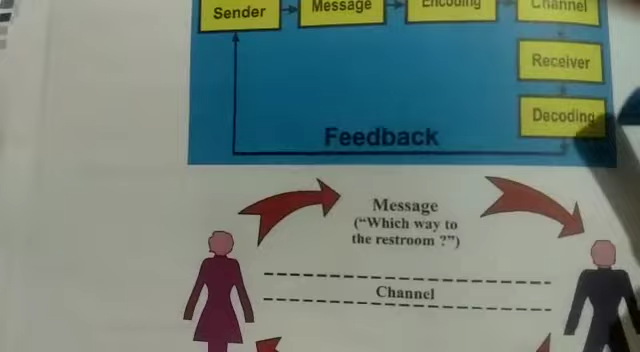 Sender
Message
Encoding
Channel
Receiver
Decoding
Feedback
Message
(“Which way to
the restroom ?”)
Channel